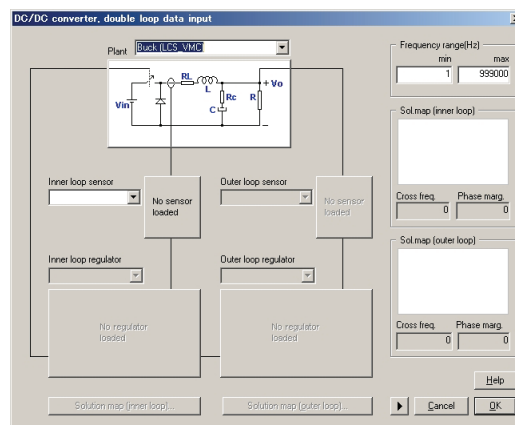 DC/DC converter, double loop data input
Plant
Buck (LCS_VMC)
RL
L
+ Vo
Vin
Rc
R
C
−
Frequency range(Hz)
min
max
1
999000
Sol.map (inner loop)
Cross freq.
Phase marg.
0
0
Inner loop sensor
No sensor
loaded
Outer loop sensor
No sensor
loaded
Sol.map (outer loop)
Cross freq.
Phase marg.
0
0
Inner loop regulator
No regulator
loaded
Outer loop regulator
No regulator
loaded
Solution map (inner loop)...
Solution map (outer loop)...
Help
Cancel
OK